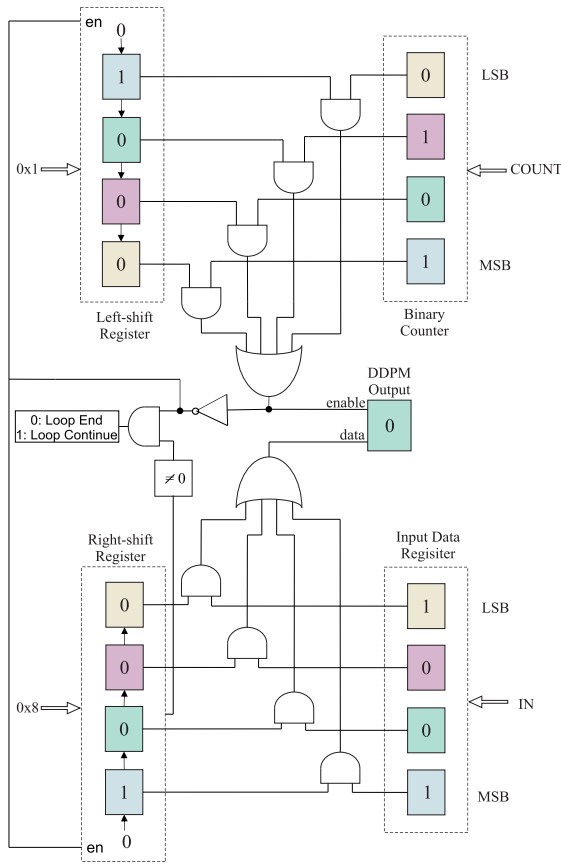 en
0
1
0
0
0
0x1
Left-shift
Register
0
1
0
1
LSB
COUNT
MSB
Binary
Counter
DDPM
Output
enable
data
0
0: Loop End
1: Loop Continue
≠0
Right-shift
Register
0
0
0
1
0x8
en
0
Input Data
Regisiter
1
0
0
1
LSB
IN
MSB